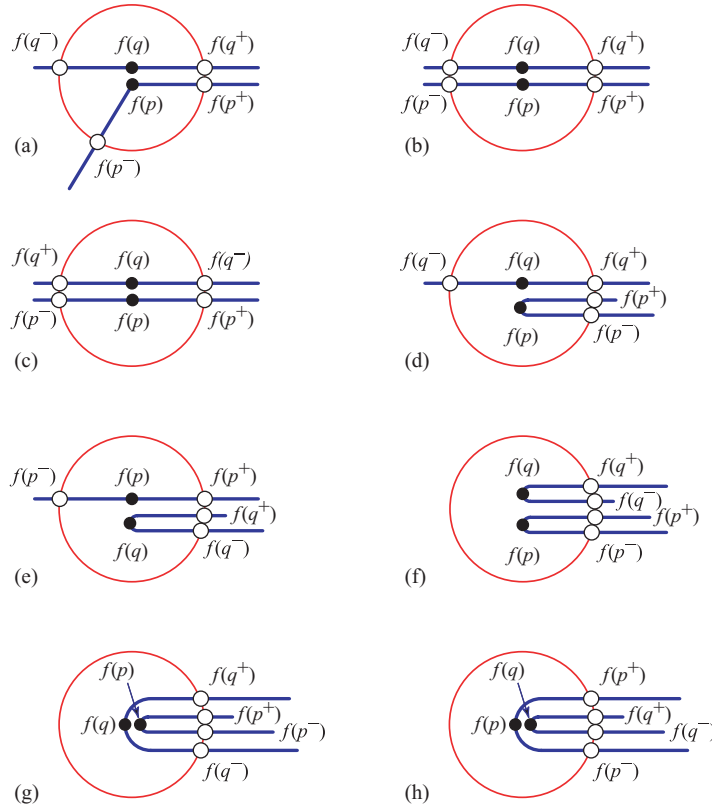 f(q⁻) f(q) f(q⁺)
f(p) f(p⁺)
(a) f(p⁻)
f(q⁻) f(q) f(q⁺)
f(p⁻) f(p) f(p⁺)
(b)
f(q⁺) f(q) f(q⁻)
f(p⁻) f(p) f(p⁺)
(c)
f(q⁻) f(q) f(q⁺)
f(p⁺)
f(p) f(p⁻)
(d)
f(p⁻) f(p) f(p⁺)
f(q⁺)
f(q) f(q⁻)
(e)
f(q) f(q⁺)
f(q⁻)
f(p⁺)
f(p) f(p⁻)
(f)
f(p) f(q⁺)
f(p⁺)
f(q) f(p⁻)
f(q⁻)
(g)
f(q) f(p⁺)
f(q⁺)
f(p) f(q⁻)
f(p⁻)
(h)